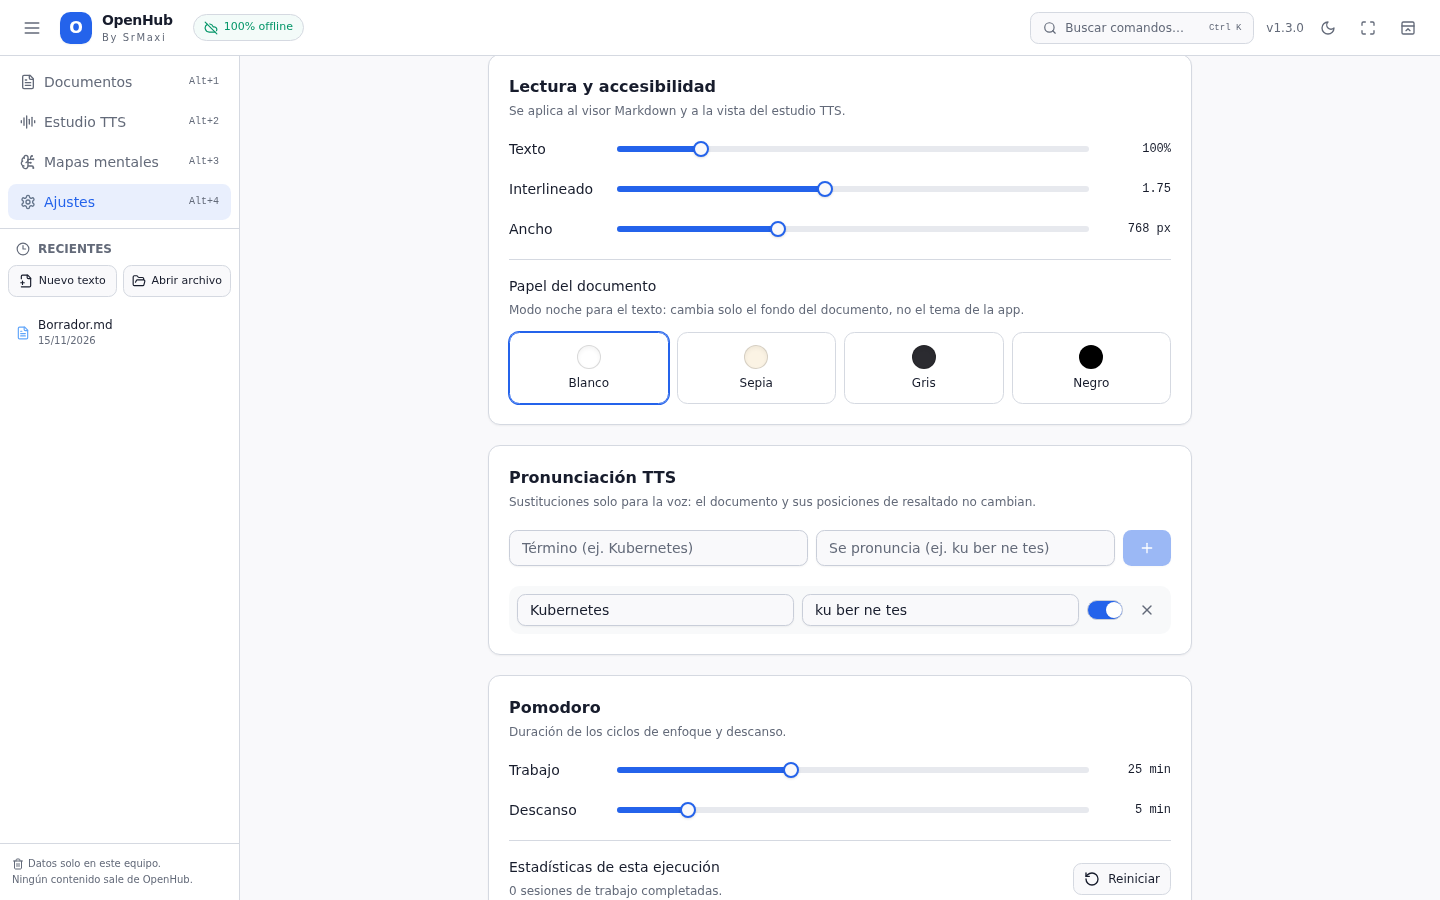 OpenHub
By SrMaxi
100% offline
Buscar comandos...
Ctrl K
v1.3.0
Documentos
Alt+1
Estudio TTS
Alt+2
Mapas mentales
Alt+3
Ajustes
Alt+4
RECIENTES
Nuevo texto
Abrir archivo
Borrador.md
15/11/2026
Datos solo en este equipo.
Ningún contenido sale de OpenHub.
Lectura y accesibilidad
Se aplica al visor Markdown y a la vista del estudio TTS.
Texto
100%
Interlineado
1.75
Ancho
768 px
Papel del documento
Modo noche para el texto: cambia solo el fondo del documento, no el tema de la app.
Blanco
Sepia
Gris
Negro
Pronunciación TTS
Sustituciones solo para la voz: el documento y sus posiciones de resaltado no cambian.
Término (ej. Kubernetes)
Se pronuncia (ej. ku ber ne tes)
Kubernetes
ku ber ne tes
Pomodoro
Duración de los ciclos de enfoque y descanso.
Trabajo
25 min
Descanso
5 min
Estadísticas de esta ejecución
0 sesiones de trabajo completadas.
Reiniciar